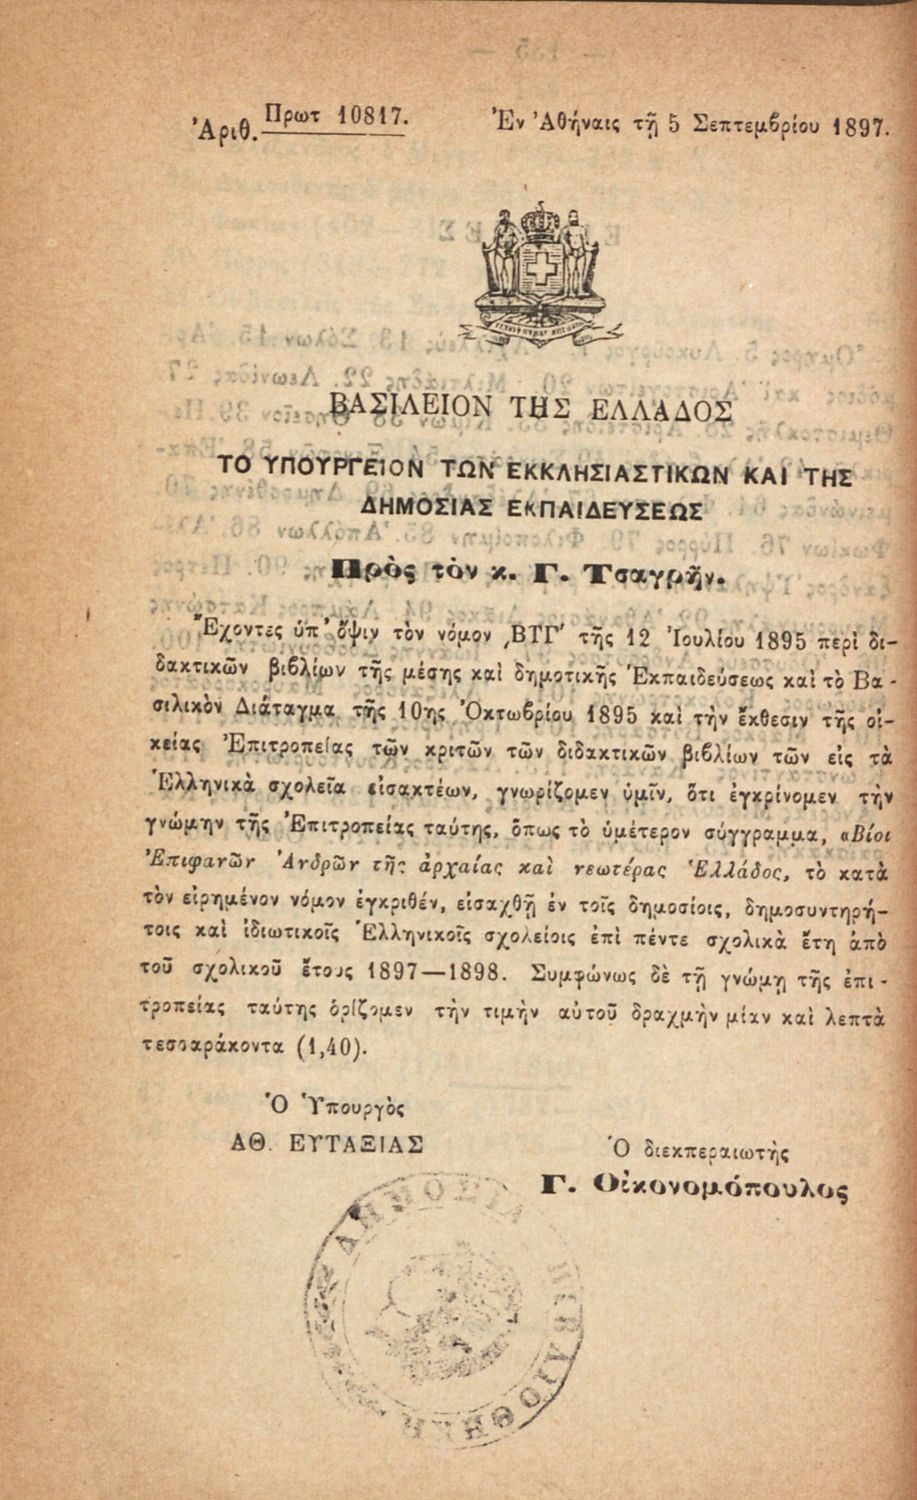 Ἀριθ. Πρωτ 10817. Ἐν Ἀθήναις τῇ 5 Σεπτεμβρίου 1897.
ΒΑΣΙΛΕΙΟΝ ΤΗΣ ΕΛΛΑΔΟΣ
ΤΟ ΥΠΟΥΡΓΕΙΟΝ ΤΩΝ ΕΚΚΛΗΣΙΑΣΤΙΚΩΝ ΚΑΙ ΤΗΣ
ΔΗΜΟΣΙΑΣ ΕΚΠΑΙΔΕΥΣΕΩΣ
Πρὸς τὸν κ. Γ. Τσαγρῆν.
Ἔχοντες ὑπ' ὄψιν τὸν νόμον ͵ΒΤΓ' τῆς 12 Ἰουλίου 1895 περὶ δι-
δακτικῶν βιβλίων τῆς μέσης καὶ δημοτικῆς Ἐκπαιδεύσεως καὶ τὸ Βα-
σιλικὸν Διάταγμα τῆς 10ης Ὀκτωβρίου 1895 καὶ τὴν ἔκθεσιν τῆς οἰ-
κείας Ἐπιτροπείας τῶν κριτῶν τῶν διδακτικῶν βιβλίων τῶν εἰς τὰ
Ἑλληνικὰ σχολεῖα εἰσακτέων, γνωρίζομεν ὑμῖν, ὅτι ἐγκρίνομεν τὴν
γνώμην τῆς Ἐπιτροπείας ταύτης, ὅπως τὸ ὑμέτερον σύγγραμμα, «Βίοι
Ἐπιφανῶν Ἀνδρῶν τῆς ἀρχαίας καὶ νεωτέρας Ἑλλάδος, τὸ κατὰ
τὸν εἰρημένον νόμον ἐγκριθέν, εἰσαχθῇ ἐν τοῖς δημοσίοις, δημοσυντηρή-
τοις καὶ ἰδιωτικοῖς Ἑλληνικοῖς σχολείοις ἐπὶ πέντε σχολικὰ ἔτη ἀπὸ
τοῦ σχολικοῦ ἔτους 1897—1898. Συμφώνως δὲ τῇ γνώμῃ τῆς ἐπι-
τροπείας ταύτης ὁρίζομεν τὴν τιμὴν αὐτοῦ δραχμὴν μίαν καὶ λεπτὰ
τεσσαράκοντα (1,40).
Ὁ Ὑπουργὸς
ΑΘ. ΕΥΤΑΞΙΑΣ
Ὁ διεκπεραιωτὴς
Γ. Οἰκονομόπουλος
ΔΗΜΟΣΙΑ ΒΙΒΛΙΟΘΗΚΗ